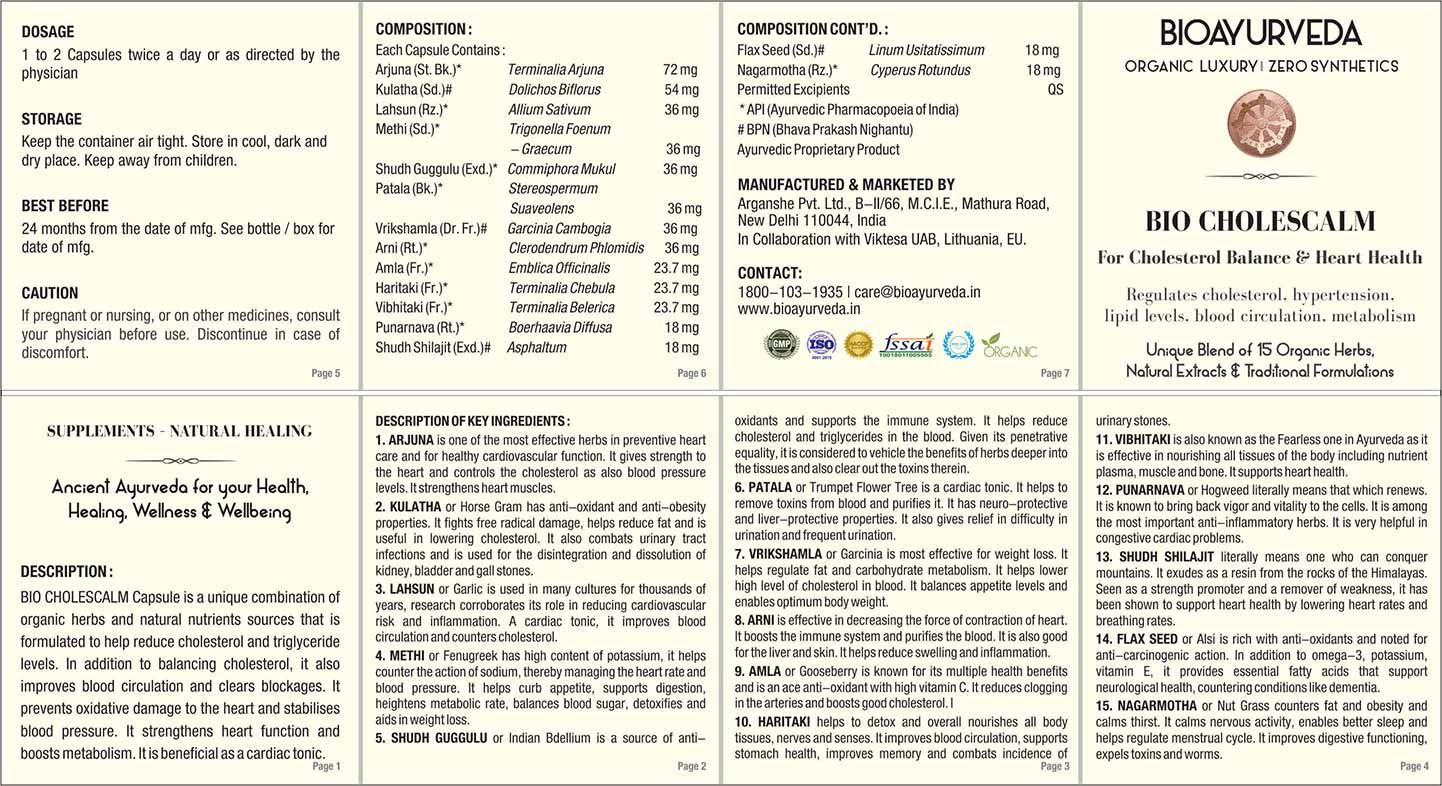 DOSAGE
1 to 2 Capsules twice a day or as directed by the
physician
STORAGE
Keep the container air tight. Store in cool, dark and
dry place. Keep away from children.
BEST BEFORE
24 months from the date of mfg. See bottle / box for
date of mfg.
CAUTION
If pregnant or nursing, or on other medicines, consult
your physician before use. Discontinue in case of
discomfort.
Page 5
COMPOSITION :
Each Capsule Contains :
Arjuna (St. Bk.)* Terminalia Arjuna 72 mg
Kulatha (Sd.)# Dolichos Biflorus 54 mg
Lahsun (Rz.)* Allium Sativum 36 mg
Methi (Sd.)* Trigonella Foenum
– Graecum 36 mg
Shudh Guggulu (Exd.)* Commiphora Mukul 36 mg
Patala (Bk.)* Stereospermum
Suaveolens 36 mg
Vrikshamla (Dr. Fr.)# Garcinia Cambogia 36 mg
Arni (Rt.)* Clerodendrum Phlomidis 36 mg
Amla (Fr.)* Emblica Officinalis 23.7 mg
Haritaki (Fr.)* Terminalia Chebula 23.7 mg
Vibhitaki (Fr.)* Terminalia Belerica 23.7 mg
Punarnava (Rt.)* Boerhaavia Diffusa 18 mg
Shudh Shilajit (Exd.)# Asphaltum 18 mg
Page 6
COMPOSITION CONT'D. :
Flax Seed (Sd.)# Linum Usitatissimum 18 mg
Nagarmotha (Rz.)* Cyperus Rotundus 18 mg
Permitted Excipients QS
* API (Ayurvedic Pharmacopoeia of India)
# BPN (Bhava Prakash Nighantu)
Ayurvedic Proprietary Product
MANUFACTURED & MARKETED BY
Arganshe Pvt. Ltd., B–II/66, M.C.I.E., Mathura Road,
New Delhi 110044, India
In Collaboration with Viktesa UAB, Lithuania, EU.
CONTACT:
1800–103–1935 | care@bioayurveda.in
www.bioayurveda.in
GMP
ISO
9001:2015
HACCP
fssai
10018011005565
ORGANIC
Page 7
BIOAYURVEDA
ORGANIC LUXURY | ZERO SYNTHETICS
BIO CHOLESCALM
For Cholesterol Balance & Heart Health
Regulates cholesterol, hypertension,
lipid levels, blood circulation, metabolism
Unique Blend of 15 Organic Herbs,
Natural Extracts & Traditional Formulations
SUPPLEMENTS - NATURAL HEALING
Ancient Ayurveda for your Health,
Healing, Wellness & Wellbeing
DESCRIPTION :
BIO CHOLESCALM Capsule is a unique combination of
organic herbs and natural nutrients sources that is
formulated to help reduce cholesterol and triglyceride
levels. In addition to balancing cholesterol, it also
improves blood circulation and clears blockages. It
prevents oxidative damage to the heart and stabilises
blood pressure. It strengthens heart function and
boosts metabolism. It is beneficial as a cardiac tonic.
Page 1
DESCRIPTION OF KEY INGREDIENTS :
1. ARJUNA is one of the most effective herbs in preventive heart
care and for healthy cardiovascular function. It gives strength to
the heart and controls the cholesterol as also blood pressure
levels. It strengthens heart muscles.
2. KULATHA or Horse Gram has anti–oxidant and anti–obesity
properties. It fights free radical damage, helps reduce fat and is
useful in lowering cholesterol. It also combats urinary tract
infections and is used for the disintegration and dissolution of
kidney, bladder and gall stones.
3. LAHSUN or Garlic is used in many cultures for thousands of
years, research corroborates its role in reducing cardiovascular
risk and inflammation. A cardiac tonic, it improves blood
circulation and counters cholesterol.
4. METHI or Fenugreek has high content of potassium, it helps
counter the action of sodium, thereby managing the heart rate and
blood pressure. It helps curb appetite, supports digestion,
heightens metabolic rate, balances blood sugar, detoxifies and
aids in weight loss.
5. SHUDH GUGGULU or Indian Bdellium is a source of anti–
Page 2
oxidants and supports the immune system. It helps reduce
cholesterol and triglycerides in the blood. Given its penetrative
equality, it is considered to vehicle the benefits of herbs deeper into
the tissues and also clear out the toxins therein.
6. PATALA or Trumpet Flower Tree is a cardiac tonic. It helps to
remove toxins from blood and purifies it. It has neuro–protective
and liver–protective properties. It also gives relief in difficulty in
urination and frequent urination.
7. VRIKSHAMLA or Garcinia is most effective for weight loss. It
helps regulate fat and carbohydrate metabolism. It helps lower
high level of cholesterol in blood. It balances appetite levels and
enables optimum body weight.
8. ARNI is effective in decreasing the force of contraction of heart.
It boosts the immune system and purifies the blood. It is also good
for the liver and skin. It helps reduce swelling and inflammation.
9. AMLA or Gooseberry is known for its multiple health benefits
and is an ace anti–oxidant with high vitamin C. It reduces clogging
in the arteries and boosts good cholesterol. l
10. HARITAKI helps to detox and overall nourishes all body
tissues, nerves and senses. It improves blood circulation, supports
stomach health, improves memory and combats incidence of
Page 3
urinary stones.
11. VIBHITAKI is also known as the Fearless one in Ayurveda as it
is effective in nourishing all tissues of the body including nutrient
plasma, muscle and bone. It supports heart health.
12. PUNARNAVA or Hogweed literally means that which renews.
It is known to bring back vigor and vitality to the cells. It is among
the most important anti–inflammatory herbs. It is very helpful in
congestive cardiac problems.
13. SHUDH SHILAJIT literally means one who can conquer
mountains. It exudes as a resin from the rocks of the Himalayas.
Seen as a strength promoter and a remover of weakness, it has
been shown to support heart health by lowering heart rates and
breathing rates.
14. FLAX SEED or Alsi is rich with anti–oxidants and noted for
anti–carcinogenic action. In addition to omega–3, potassium,
vitamin E, it provides essential fatty acids that support
neurological health, countering conditions like dementia.
15. NAGARMOTHA or Nut Grass counters fat and obesity and
calms thirst. It calms nervous activity, enables better sleep and
helps regulate menstrual cycle. It improves digestive functioning,
expels toxins and worms.
Page 4